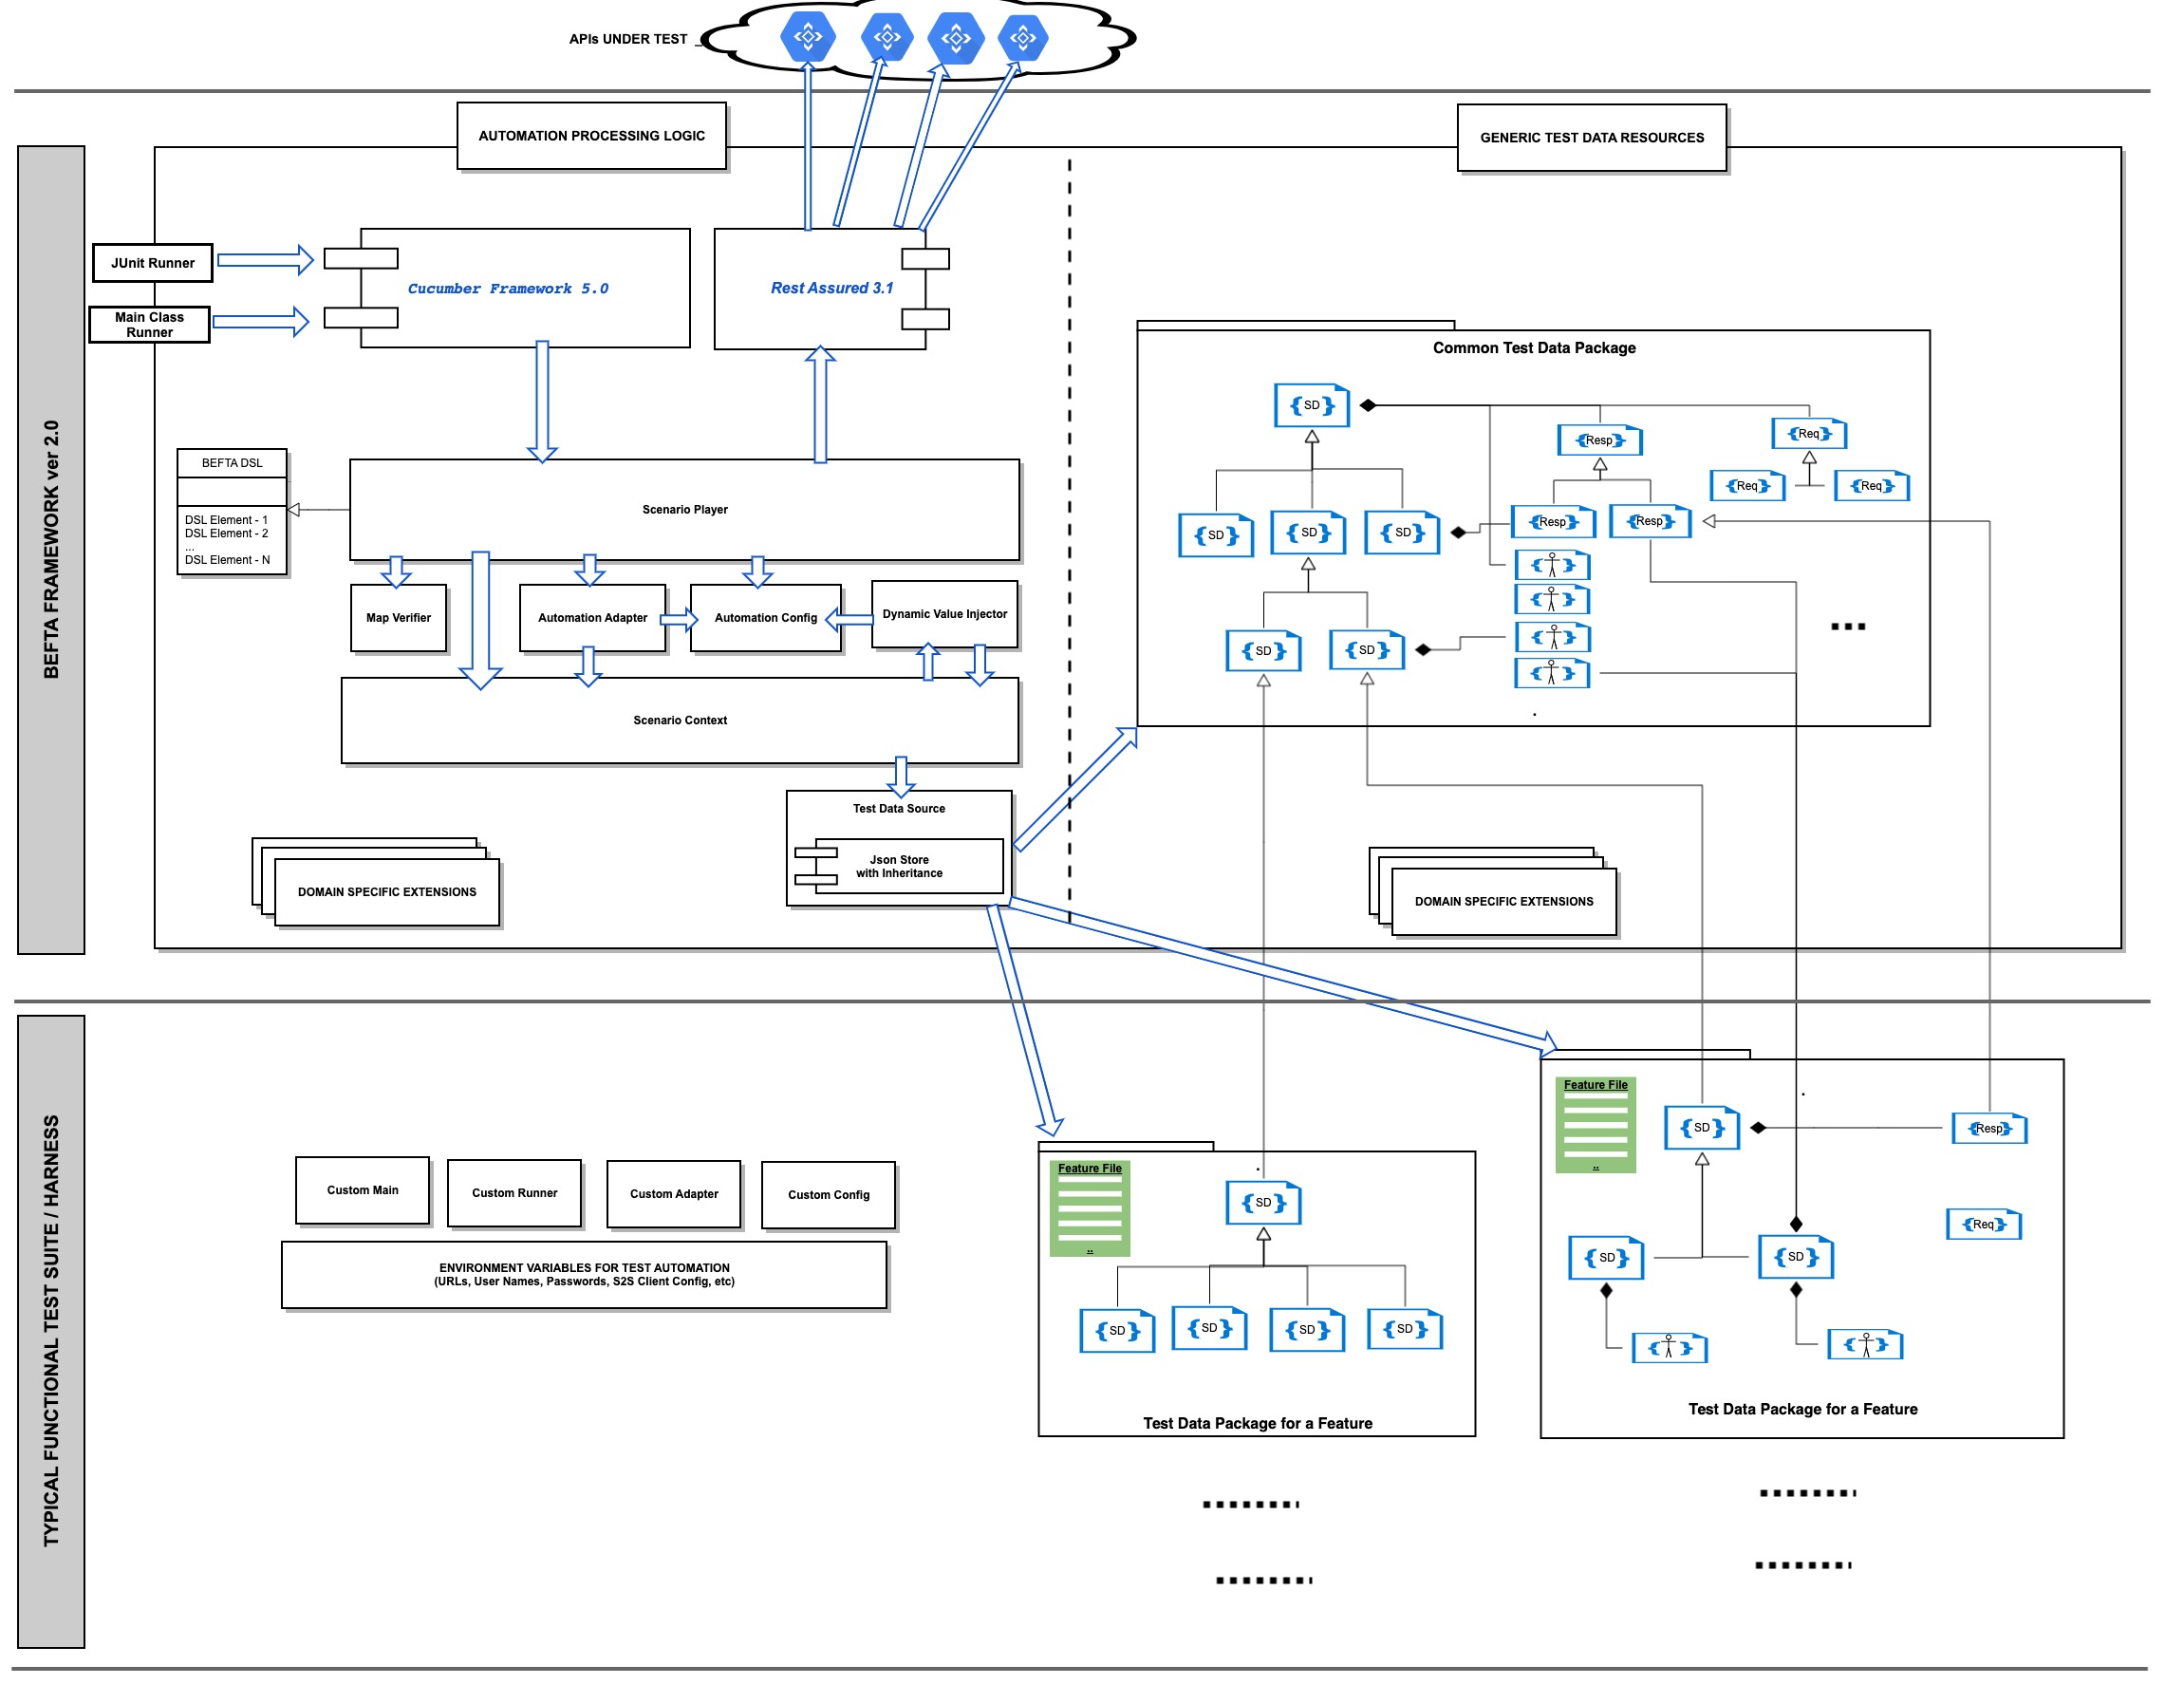 APIs UNDER TEST
AUTOMATION PROCESSING LOGIC
GENERIC TEST DATA RESOURCES
BEFTA FRAMEWORK ver 2.0
JUnit Runner
Main Class
Runner
Cucumber Framework 5.0
Rest Assured 3.1
BEFTA DSL
DSL Element - 1
DSL Element - 2
...
DSL Element - N
Scenario Player
Map Verifier
Automation Adapter
Automation Config
Dynamic Value Injector
Scenario Context
Test Data Source
Json Store
with Inheritance
DOMAIN SPECIFIC EXTENSIONS
Common Test Data Package
{SD}
{Resp}
{Req}
{Req}
{Req}
{SD}
{SD}
{SD}
{Resp}
{Resp}
{ }
{ }
{SD}
{SD}
{ }
{ }
DOMAIN SPECIFIC EXTENSIONS
TYPICAL FUNCTIONAL TEST SUITE / HARNESS
Custom Main
Custom Runner
Custom Adapter
Custom Config
ENVIRONMENT VARIABLES FOR TEST AUTOMATION
(URLs, User Names, Passwords, S2S Client Config, etc)
Feature File
..
{SD}
{SD}
{SD}
{SD}
{SD}
Test Data Package for a Feature
Feature File
..
{SD}
{Resp}
{Req}
{SD}
{SD}
{ }
{ }
Test Data Package for a Feature